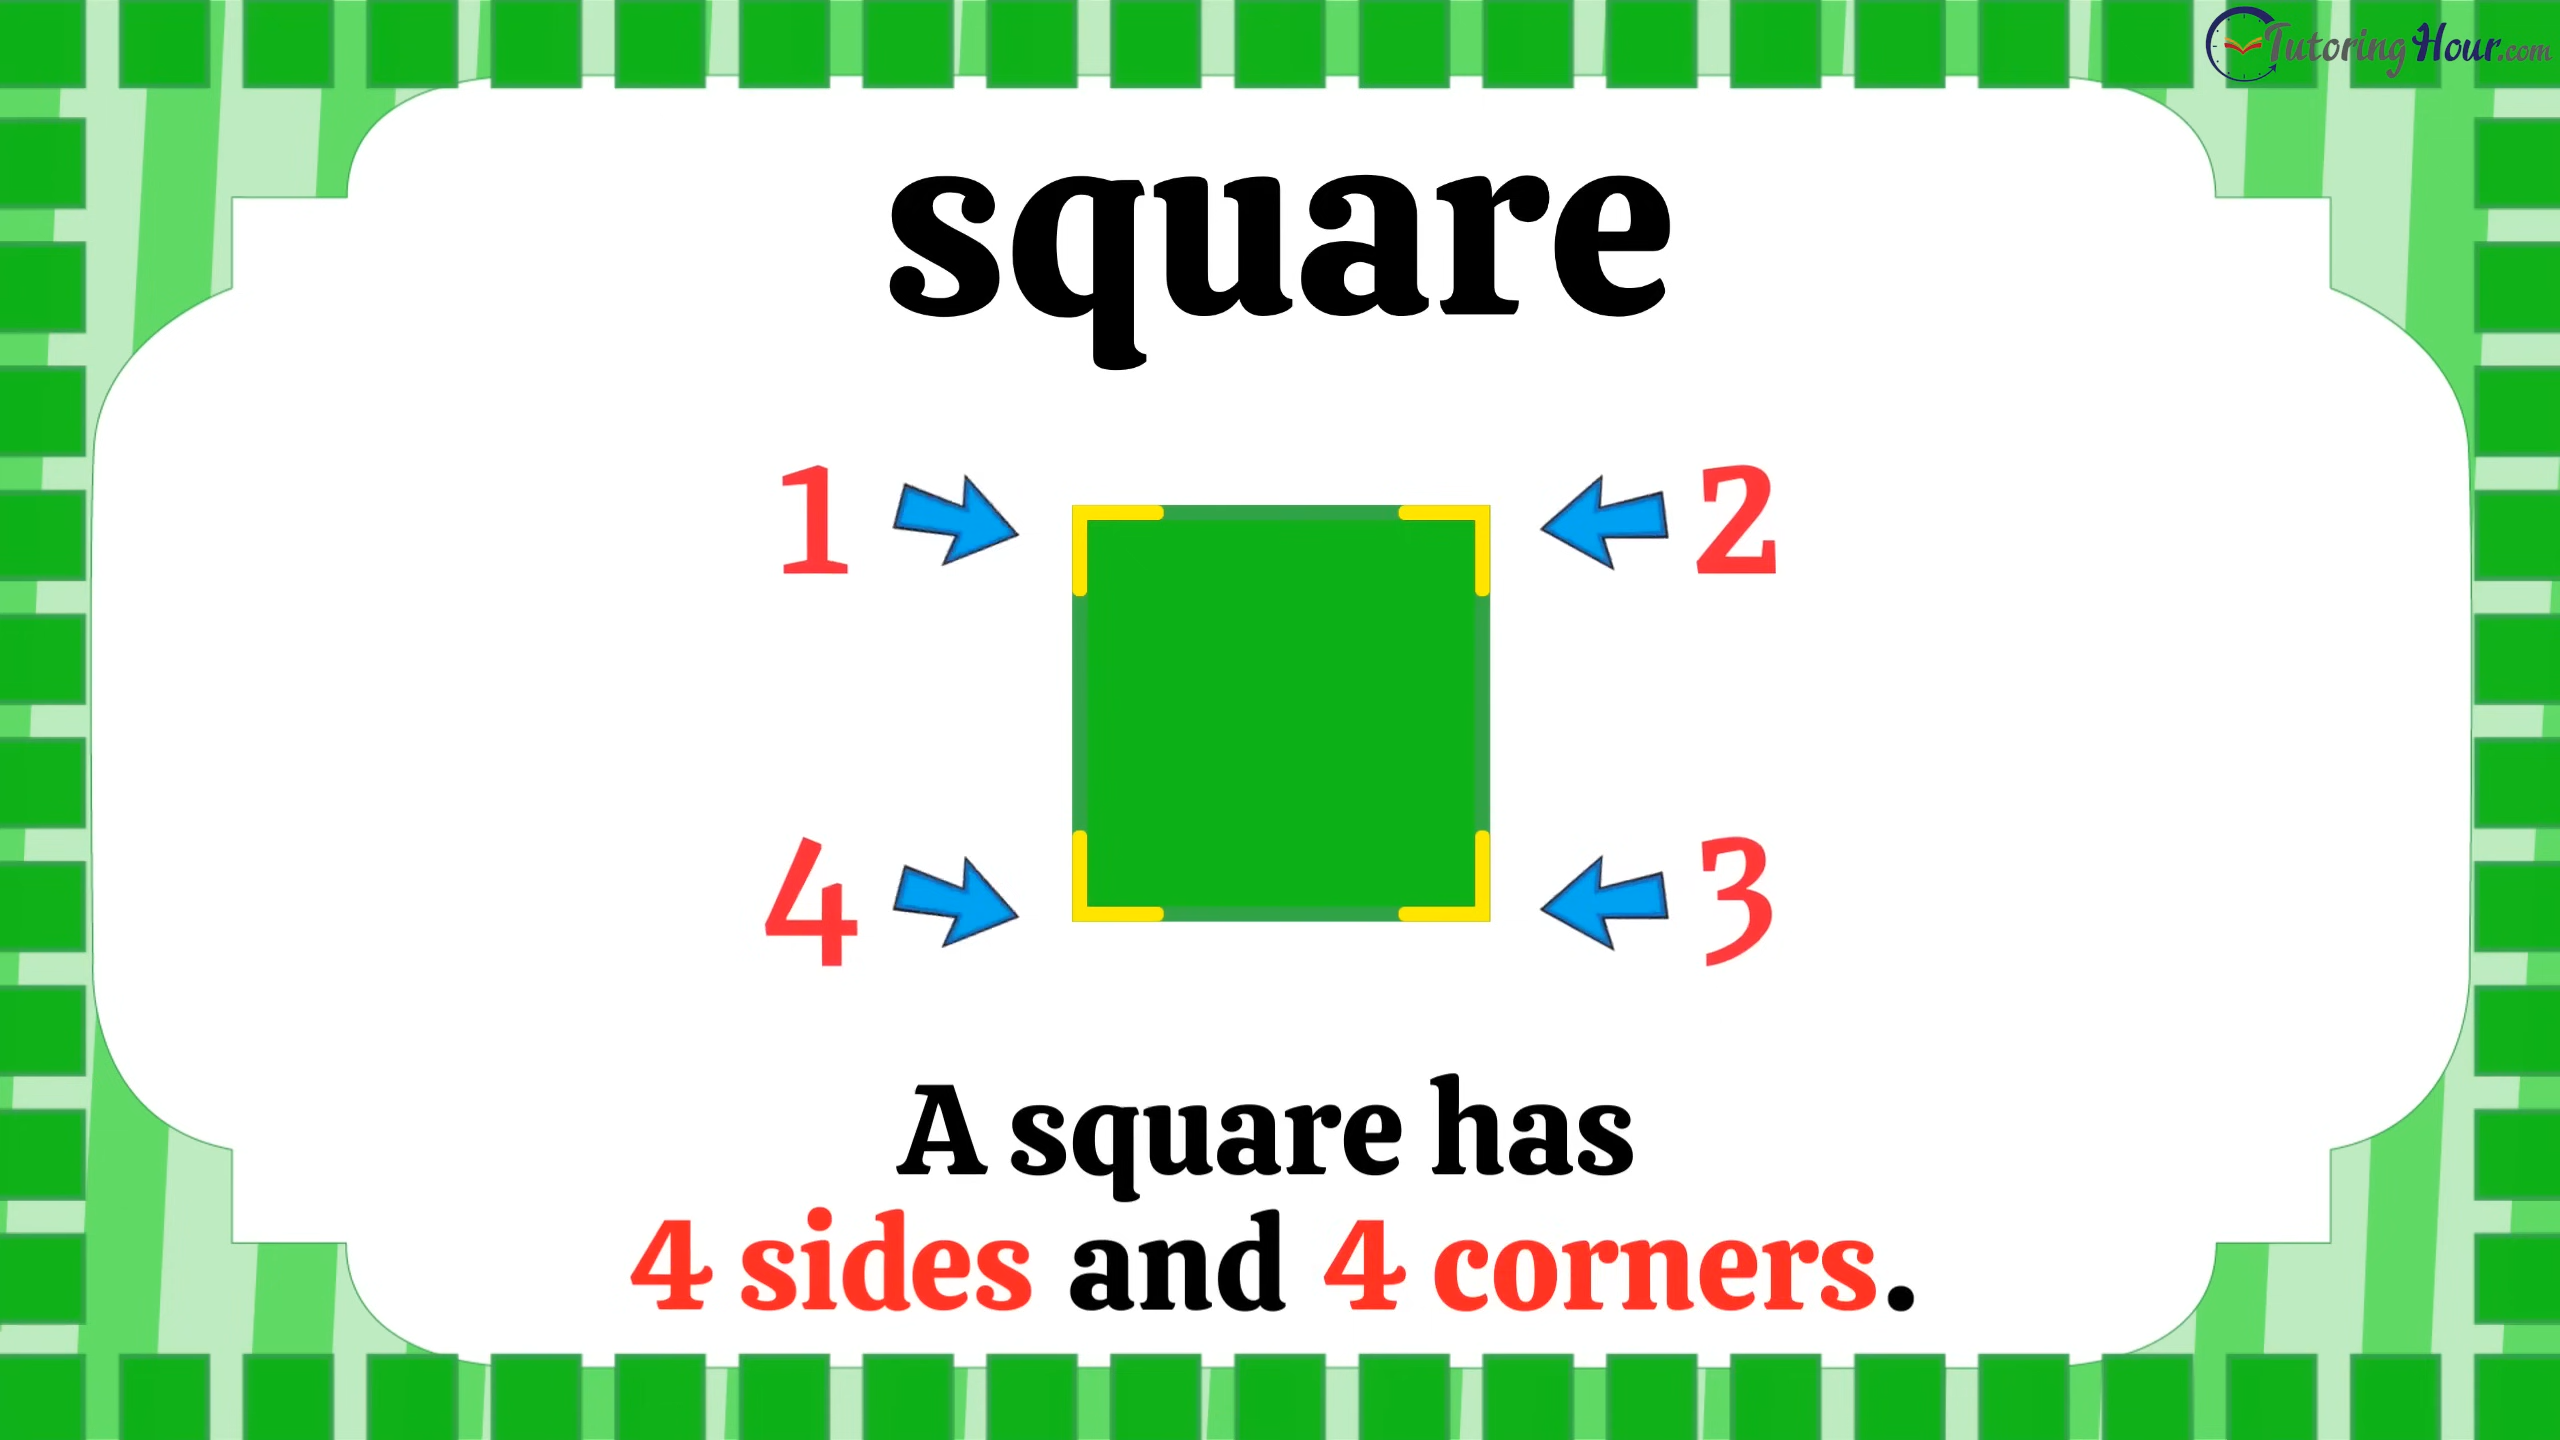 TutoringHour.com
square
1
2
4
3
A square has
4 sides and 4 corners.